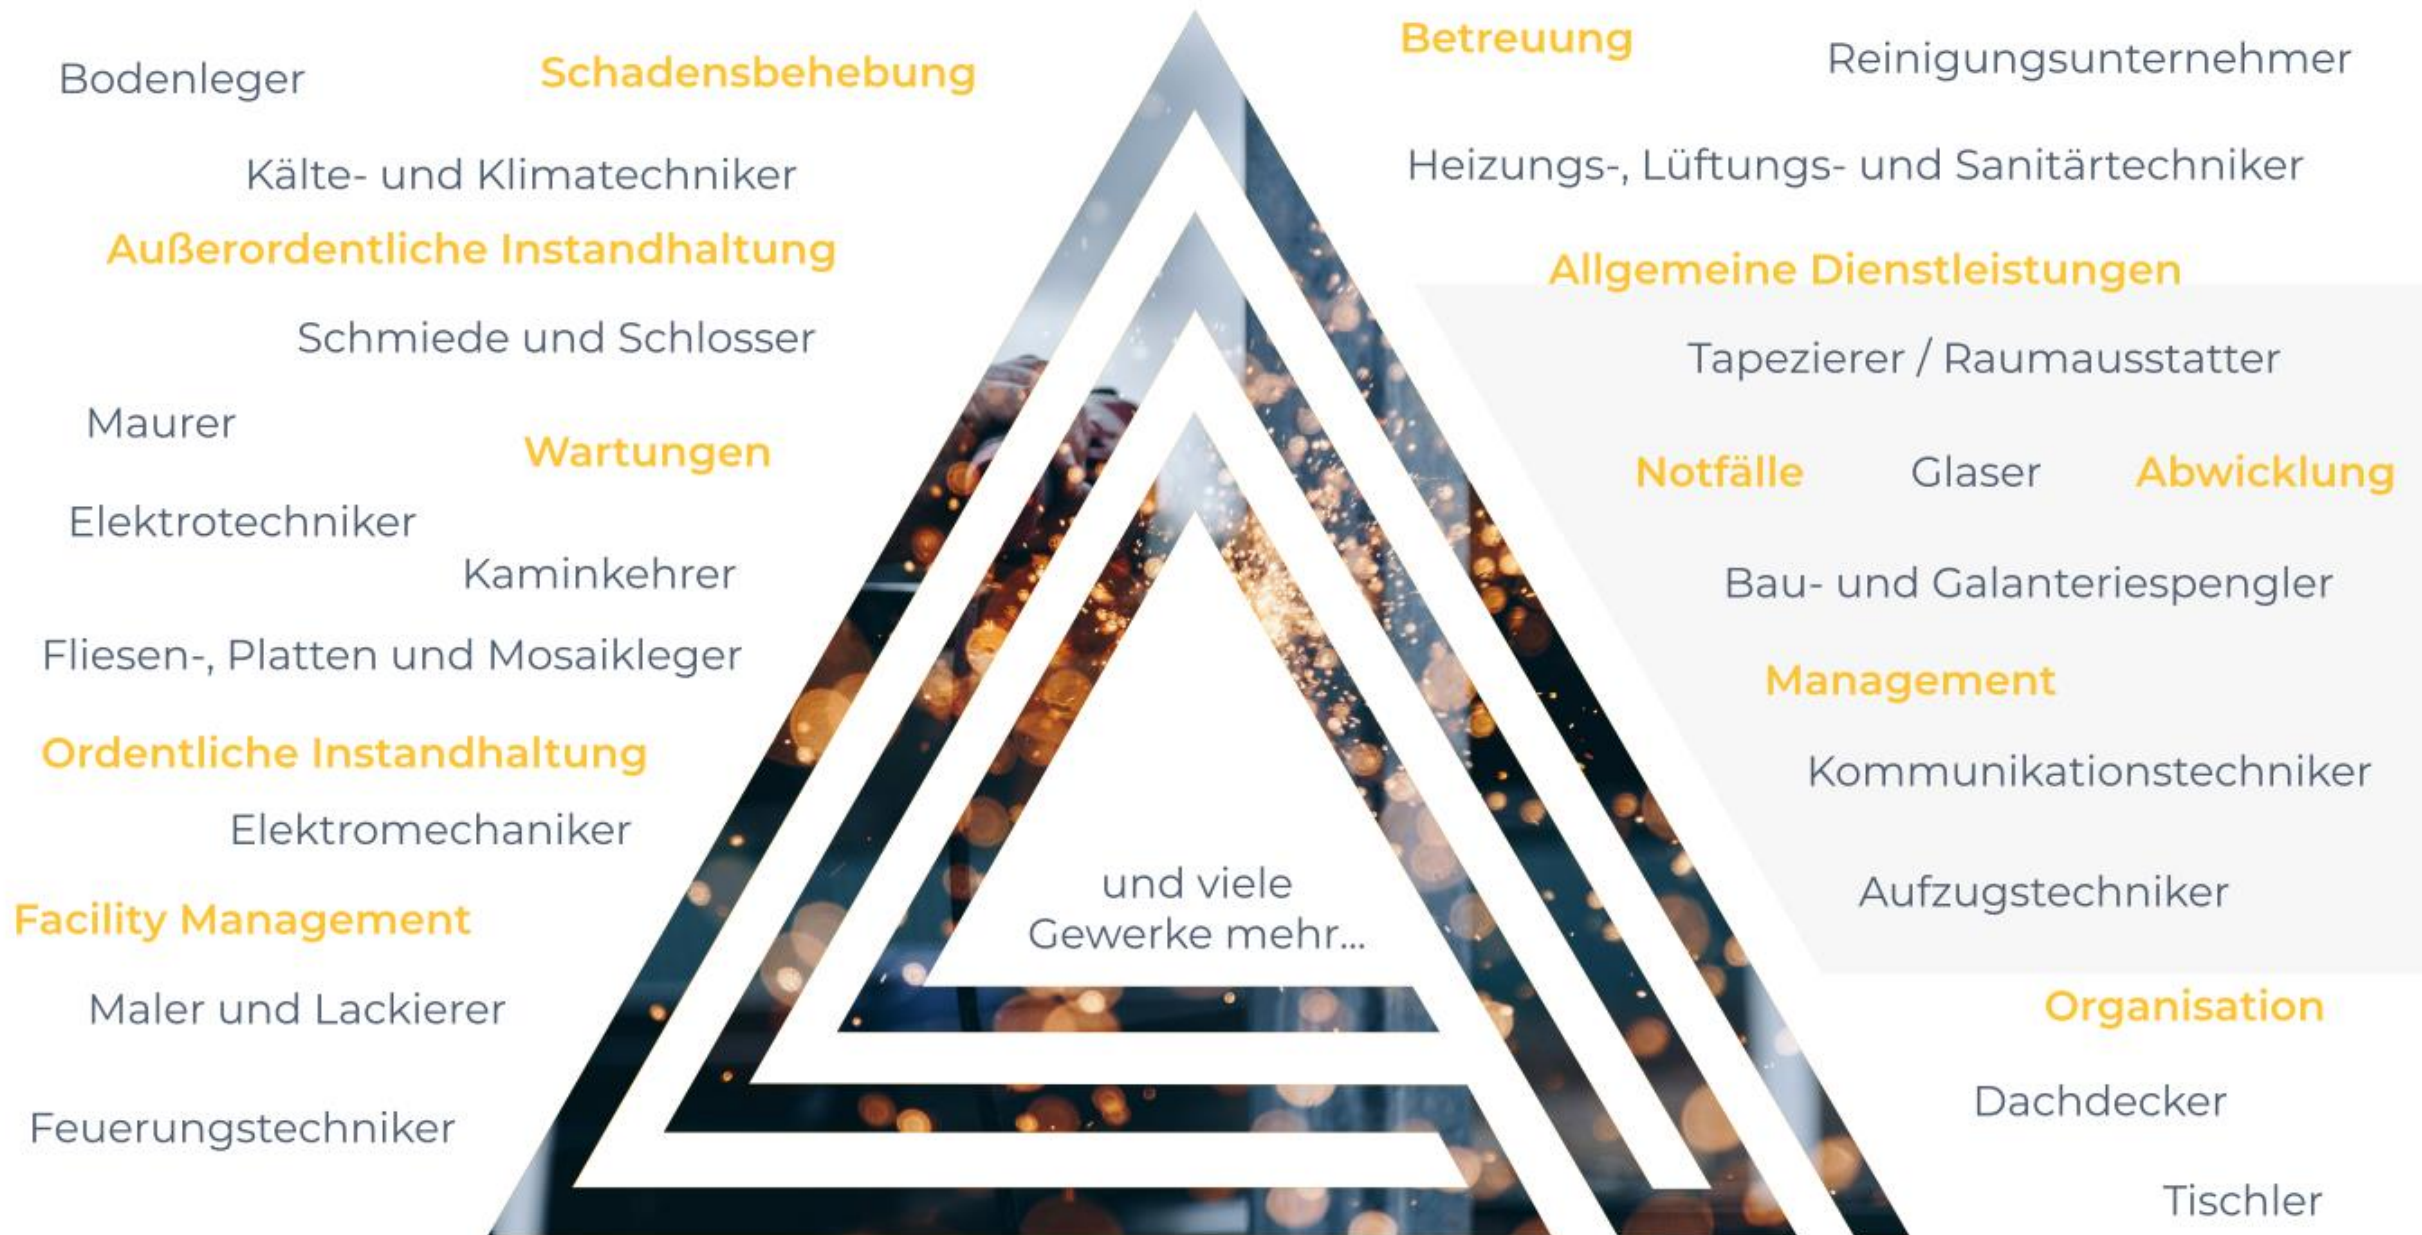 Bodenleger
Schadensbehebung
Kälte- und Klimatechniker
Außerordentliche Instandhaltung
Schmiede und Schlosser
Maurer
Wartungen
Elektrotechniker
Kaminkehrer
Fliesen-, Platten und Mosaikleger
Ordentliche Instandhaltung
Elektromechaniker
Facility Management
Maler und Lackierer
Feuerungstechniker
und viele
Gewerke mehr...
Betreuung
Reinigungsunternehmer
Heizungs-, Lüftungs- und Sanitärtechniker
Allgemeine Dienstleistungen
Tapezierer / Raumausstatter
Notfälle
Glaser
Abwicklung
Bau- und Galanteriespengler
Management
Kommunikationstechniker
Aufzugstechniker
Organisation
Dachdecker
Tischler